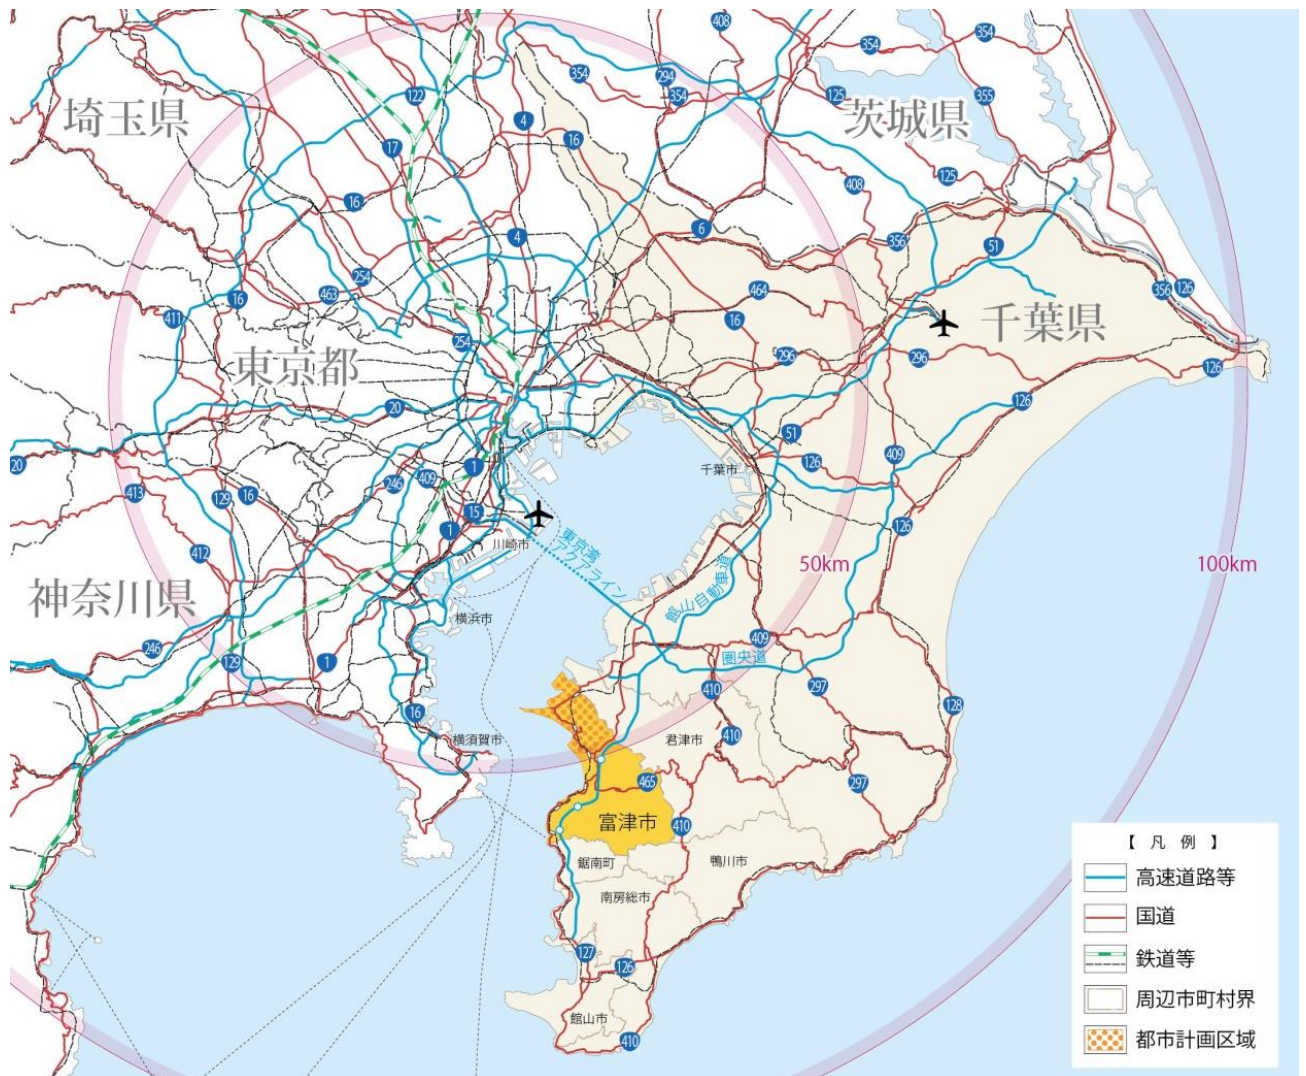 408
354
354
埼玉県
122
354
294
354
125
355
茨城県
4
16
17
125
408
16
6
4
356
51
254
463
16
464
356
126
411
254
16
千葉県
東京都
296
296
126
20
126
51
409
20
千葉市
126
413
129
16
246
409
1
15
1
川崎市
東京湾
アクアライン
126
412
50km
100km
神奈川県
館山自動車道
横浜市
409
246
129
1
圏央道
410
297
128
16
横須賀市
君津市
410
465
297
富津市
410
鋸南町
鴨川市
南房総市
127
126
館山市
410
【凡例】
高速道路等
国道
鉄道等
周辺市町村界
都市計画区域